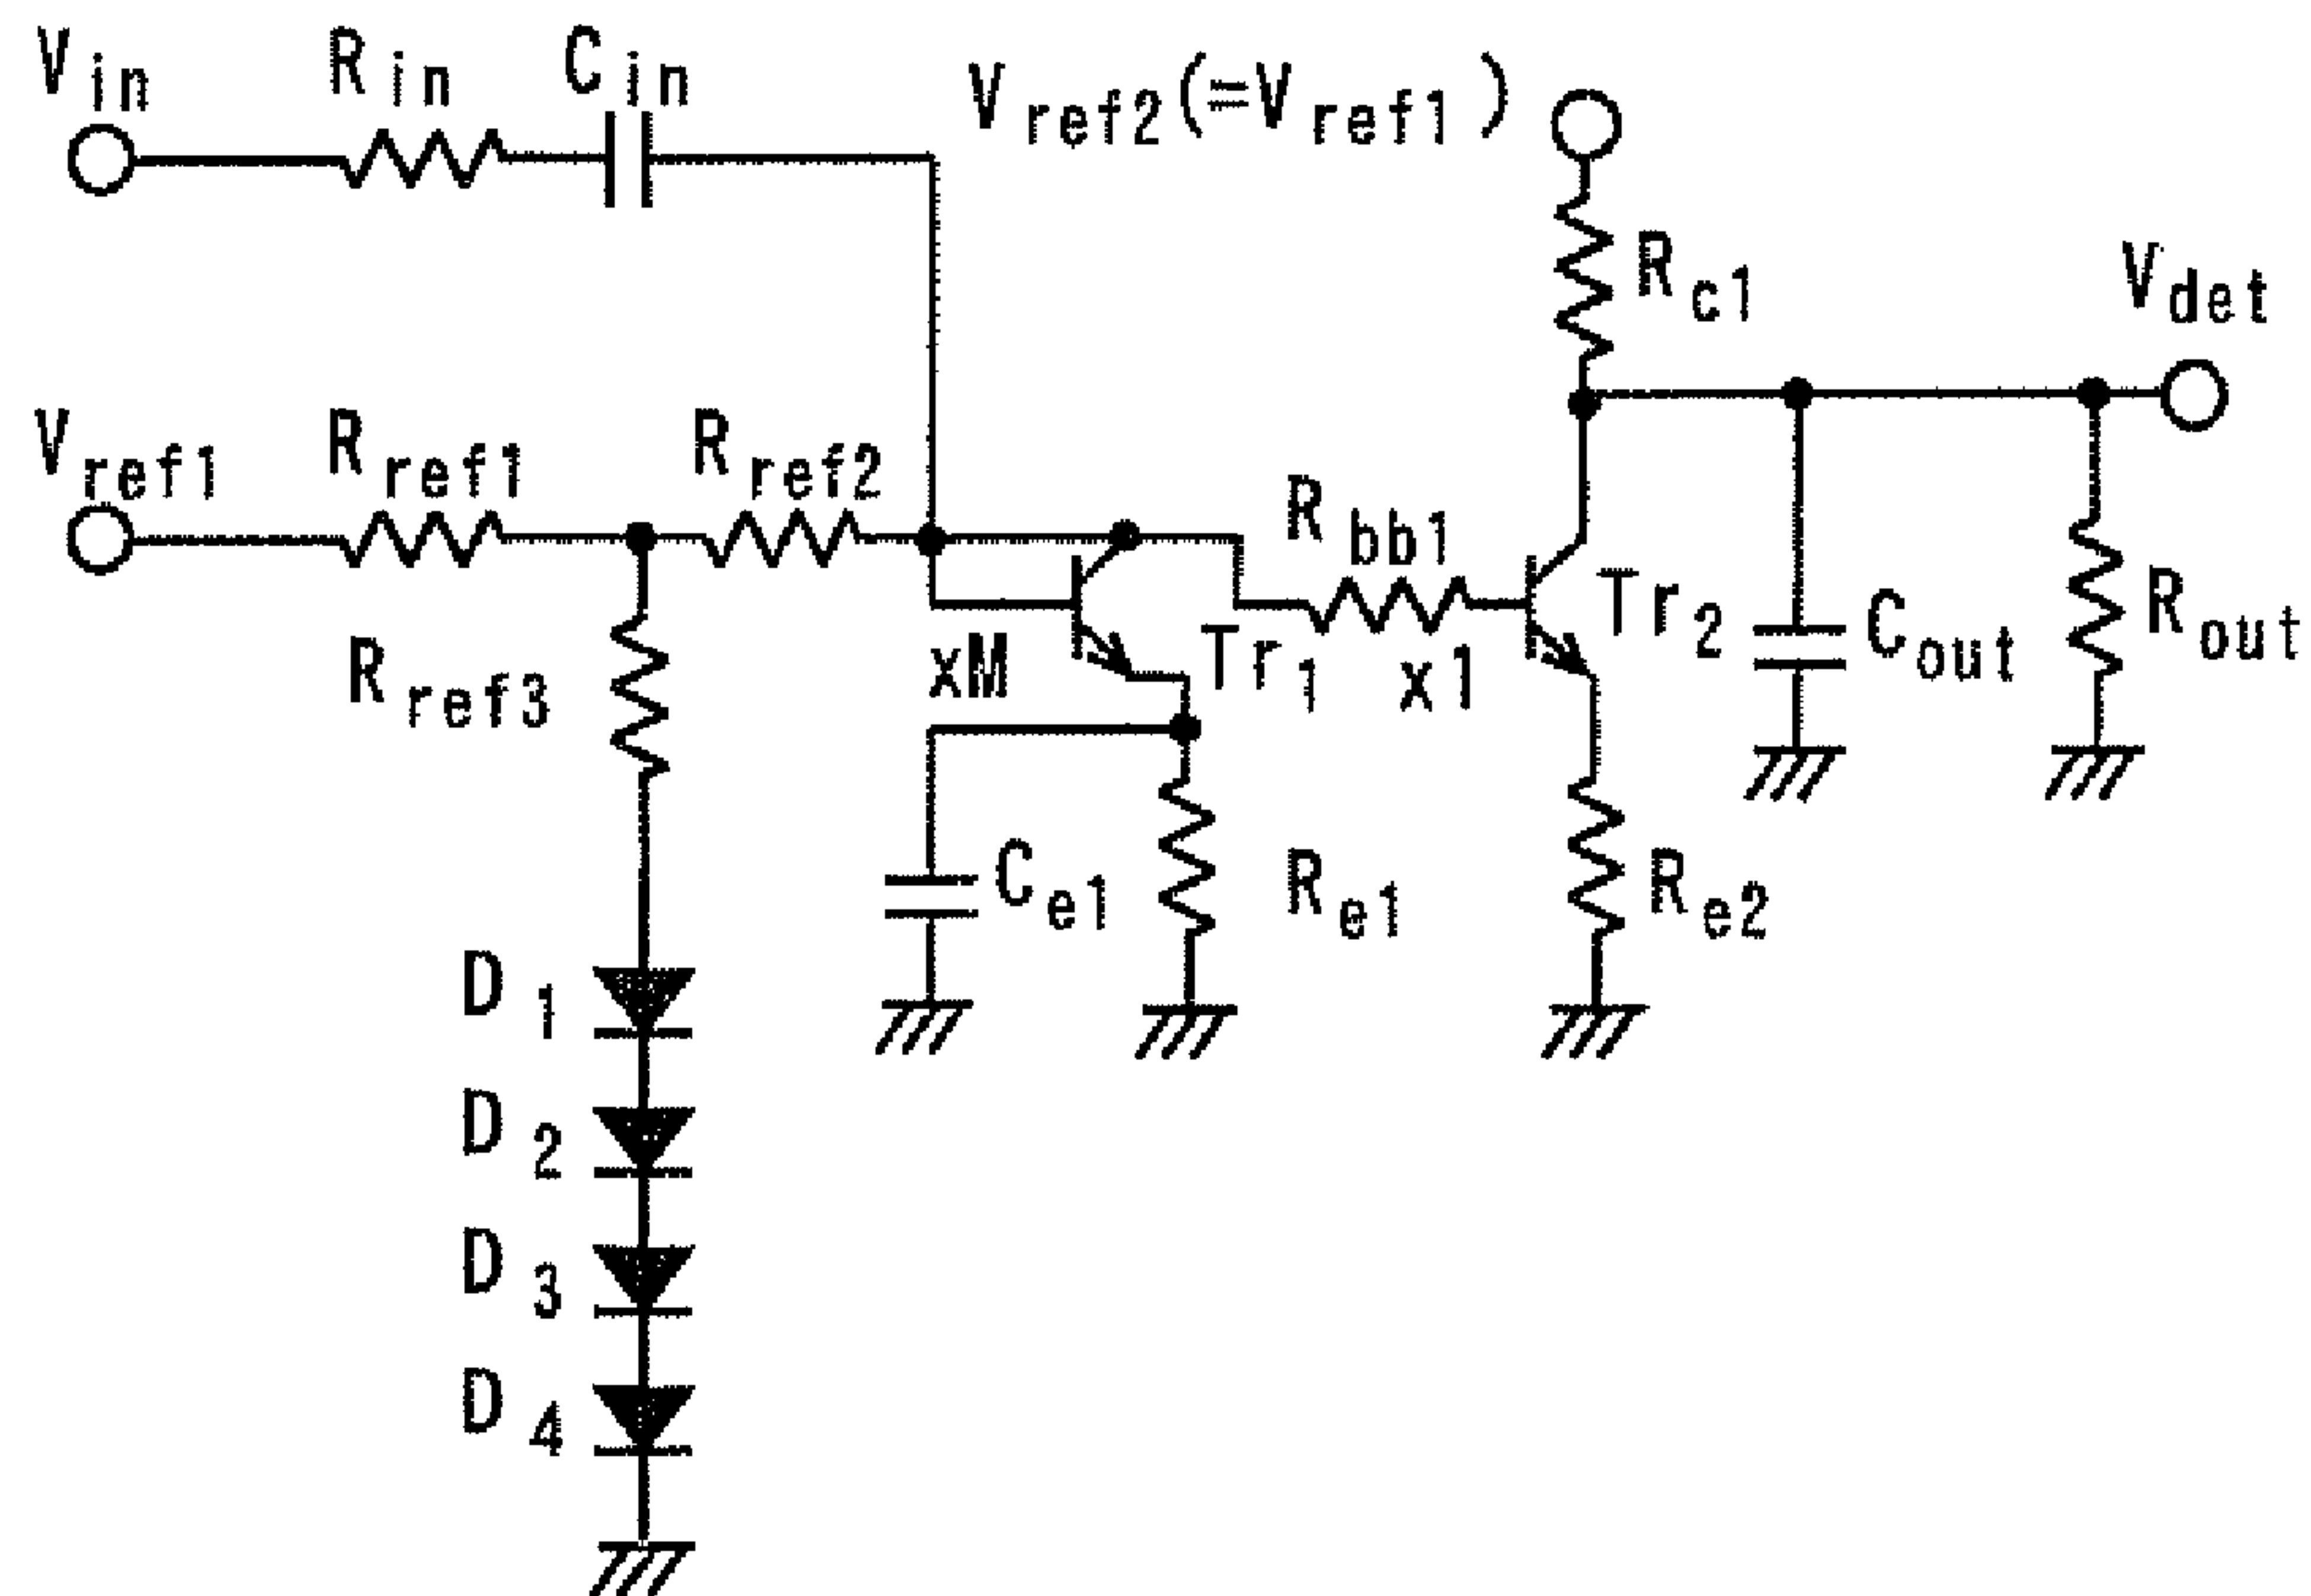 Vin Rin Cin Vref2(=Vref1)
Rc1 Vdet
Vref1 Rref1 Rref2 Rbb1
Rref3 xM Tr1 x1 Tr2 Cout Rout
Ce1 Re1 Re2
D1
D2
D3
D4